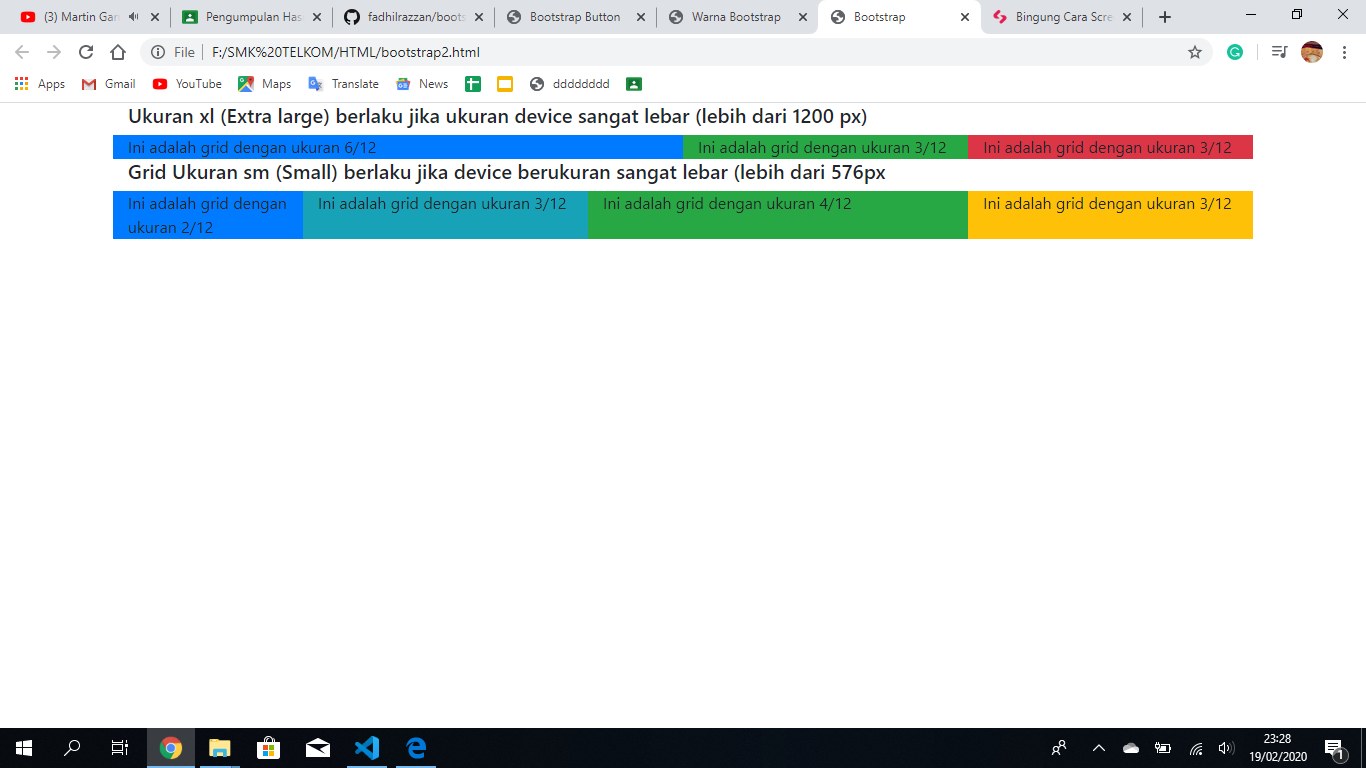 (3) Martin Gar
Pengumpulan Has
fadhilrazzan/boots
Bootstrap Button
Warna Bootstrap
Bootstrap
Bingung Cara Scre
File
F:/SMK%20TELKOM/HTML/bootstrap2.html
Apps
Gmail
YouTube
Maps
Translate
News
dddddddd
Ukuran xl (Extra large) berlaku jika ukuran device sangat lebar (lebih dari 1200 px)
Ini adalah grid dengan ukuran 6/12
Ini adalah grid dengan ukuran 3/12
Ini adalah grid dengan ukuran 3/12
Grid Ukuran sm (Small) berlaku jika device berukuran sangat lebar (lebih dari 576px
Ini adalah grid dengan
ukuran 2/12
Ini adalah grid dengan ukuran 3/12
Ini adalah grid dengan ukuran 4/12
Ini adalah grid dengan ukuran 3/12
23:28
19/02/2020
1